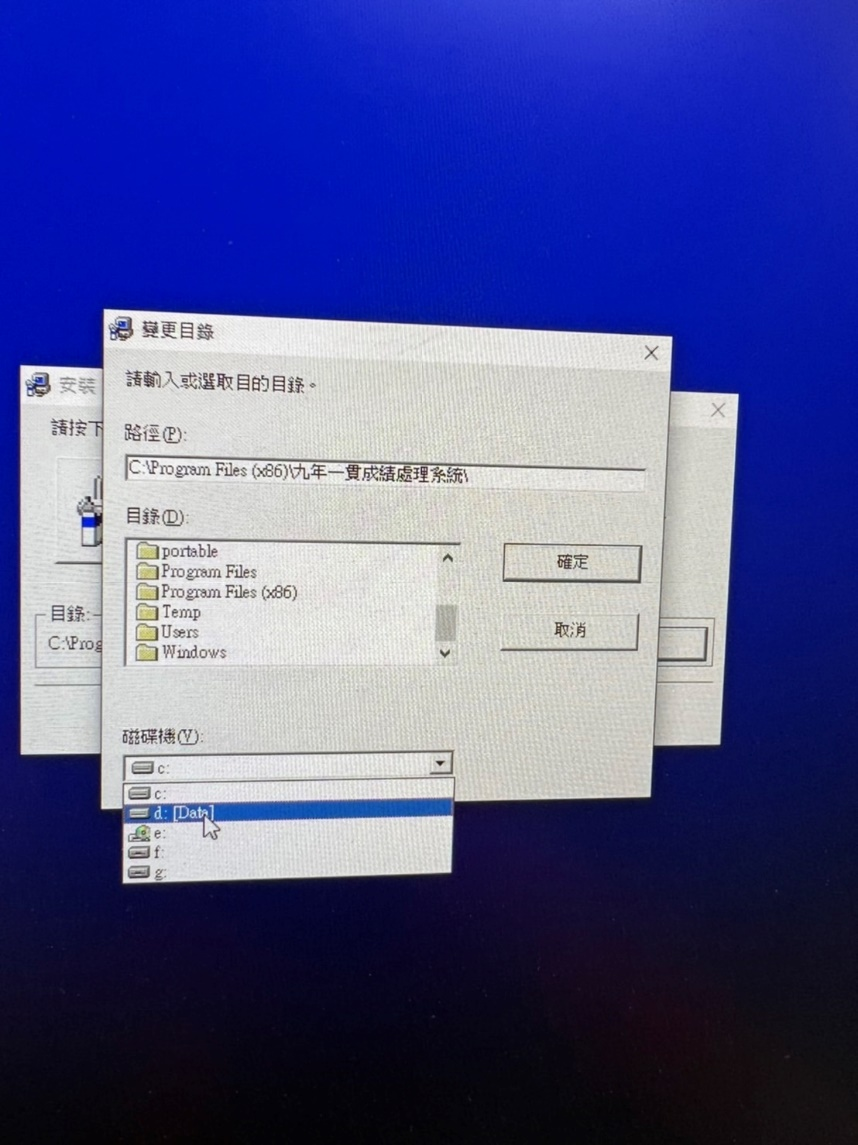 變更目錄
請輸入或選取目的目錄。
路徑(P):
C:\Program Files (x86)\九年一貫成績處理系統\
目錄(D):
portable
Program Files
Program Files (x86)
Temp
Users
Windows
確定
取消
磁碟機(V):
c:
c:
d: [Data]
e:
f:
g:
安裝
請按下
目錄:
C:\Prog